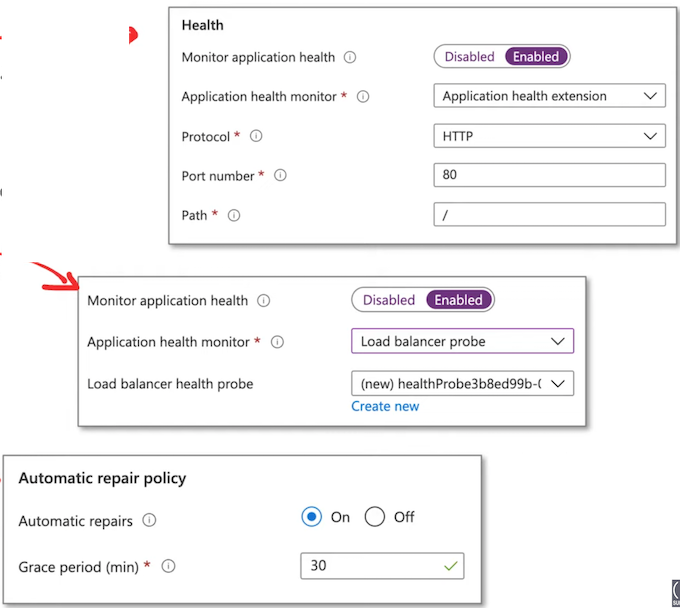 Health
Monitor application health Disabled Enabled
Application health monitor * Application health extension
Protocol * HTTP
Port number * 80
Path * /
Monitor application health Disabled Enabled
Application health monitor * Load balancer probe
Load balancer health probe (new) healthProbe3b8ed99b-
Create new
Automatic repair policy
Automatic repairs On Off
Grace period (min) * 30